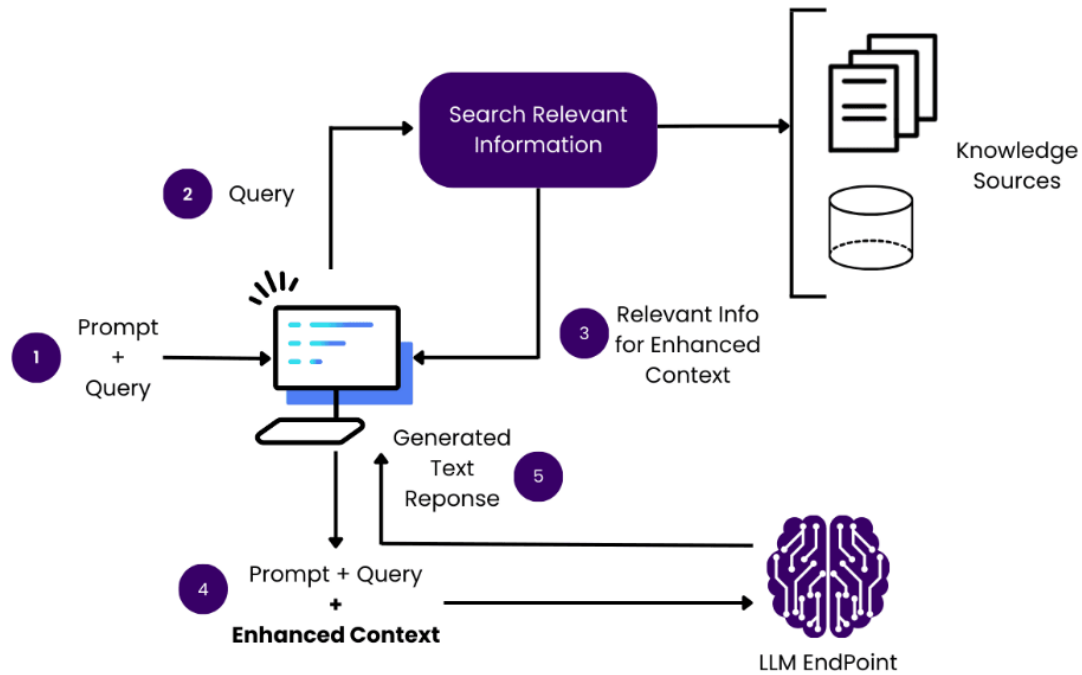 Search Relevant
Information
Knowledge
Sources
2
Query
1
Prompt
+
Query
3
Relevant Info
for Enhanced
Context
Generated
Text
Reponse
5
4
Prompt + Query
+
Enhanced Context
LLM EndPoint